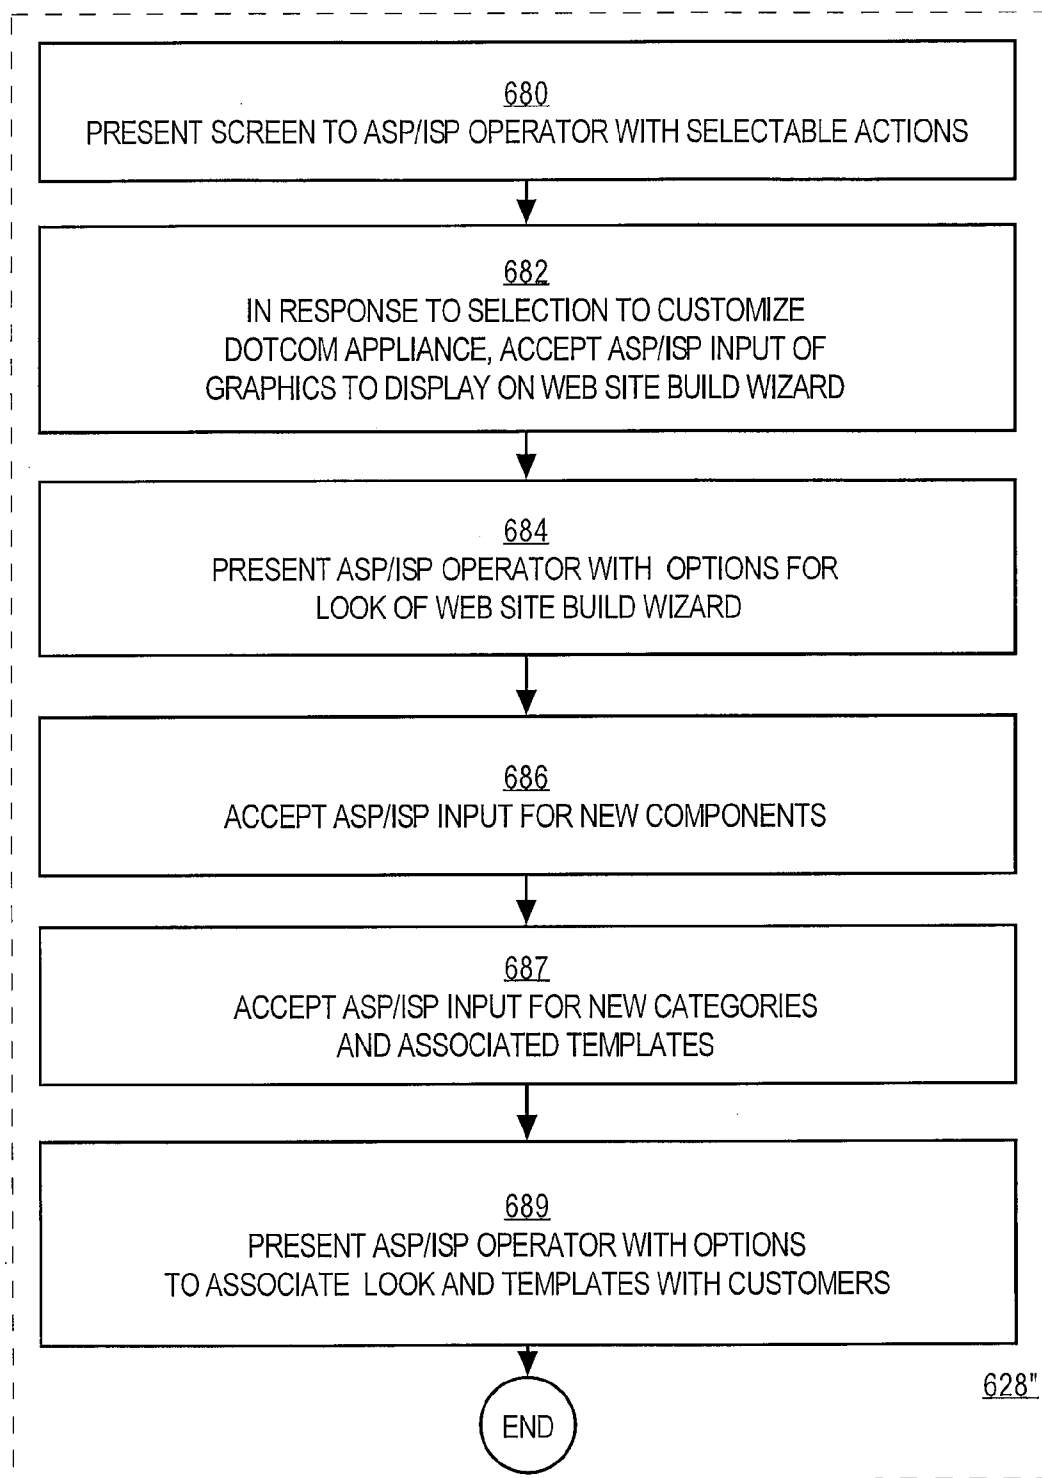 680
PRESENT SCREEN TO ASP/ISP OPERATOR WITH SELECTABLE ACTIONS
682
IN RESPONSE TO SELECTION TO CUSTOMIZE
DOTCOM APPLIANCE, ACCEPT ASP/ISP INPUT OF
GRAPHICS TO DISPLAY ON WEB SITE BUILD WIZARD
684
PRESENT ASP/ISP OPERATOR WITH OPTIONS FOR
LOOK OF WEB SITE BUILD WIZARD
686
ACCEPT ASP/ISP INPUT FOR NEW COMPONENTS
687
ACCEPT ASP/ISP INPUT FOR NEW CATEGORIES
AND ASSOCIATED TEMPLATES
689
PRESENT ASP/ISP OPERATOR WITH OPTIONS
TO ASSOCIATE LOOK AND TEMPLATES WITH CUSTOMERS
628"
END